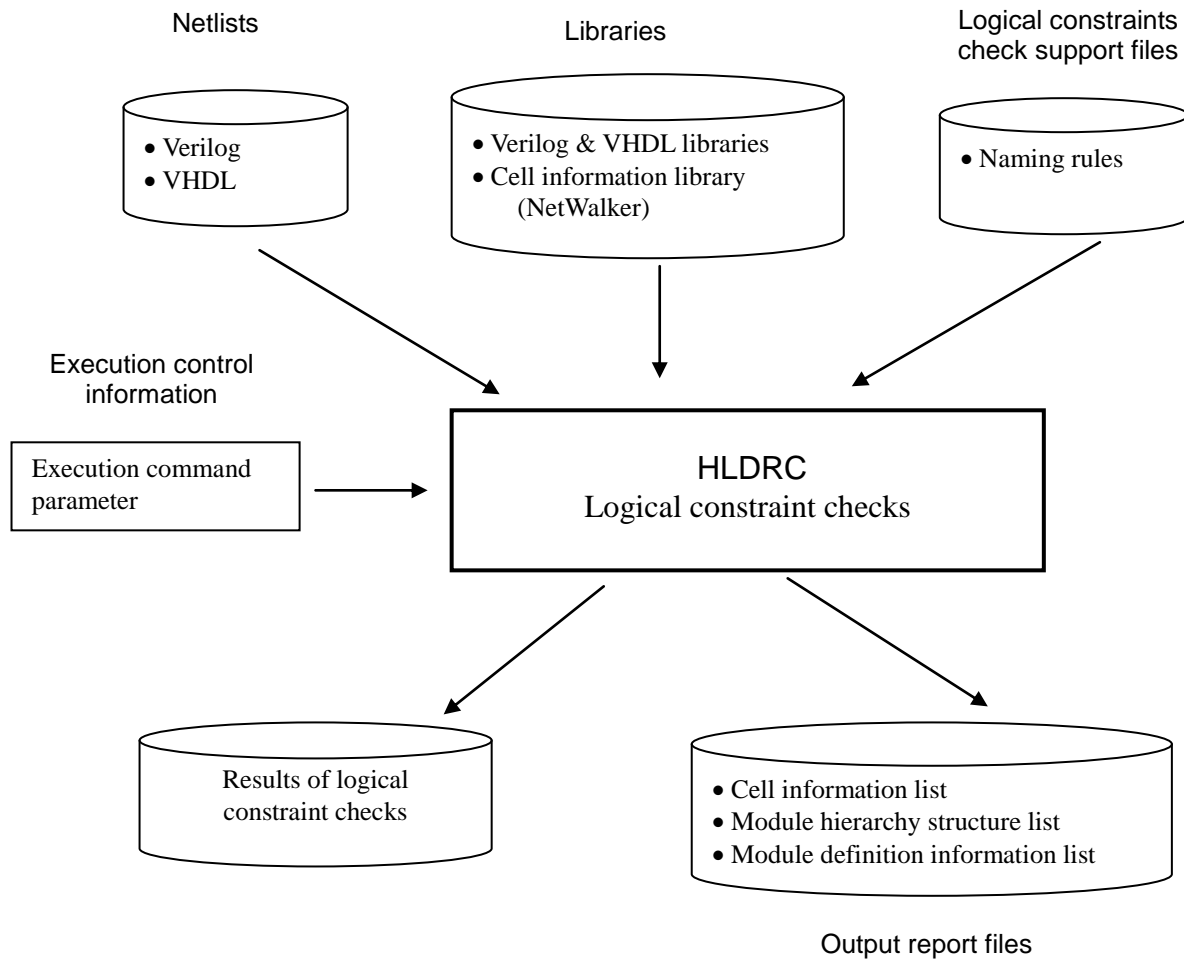 Netlists
Libraries
Logical constraints
check support files
• Verilog
• VHDL
• Verilog & VHDL libraries
• Cell information library
(NetWalker)
• Naming rules
Execution control
information
Execution command
parameter
HLDRC
Logical constraint checks
Results of logical
constraint checks
• Cell information list
• Module hierarchy structure list
• Module definition information list
Output report files